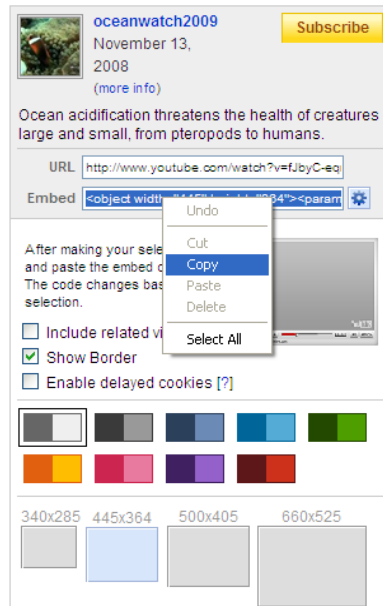 oceanwatch2009
Subscribe
November 13,
2008
(more info)
Ocean acidification threatens the health of creatures
large and small, from pteropods to humans.
URL http://www.youtube.com/watch?v=fJbyC-eq
Embed <object width="445" height="364"><param
Undo
Cut
Copy
Paste
Delete
Select All
After making your sele
and paste the embed
The code changes bas
selection.
Include related vi
Show Border
Enable delayed cookies [?]
340x285 445x364 500x405 660x525